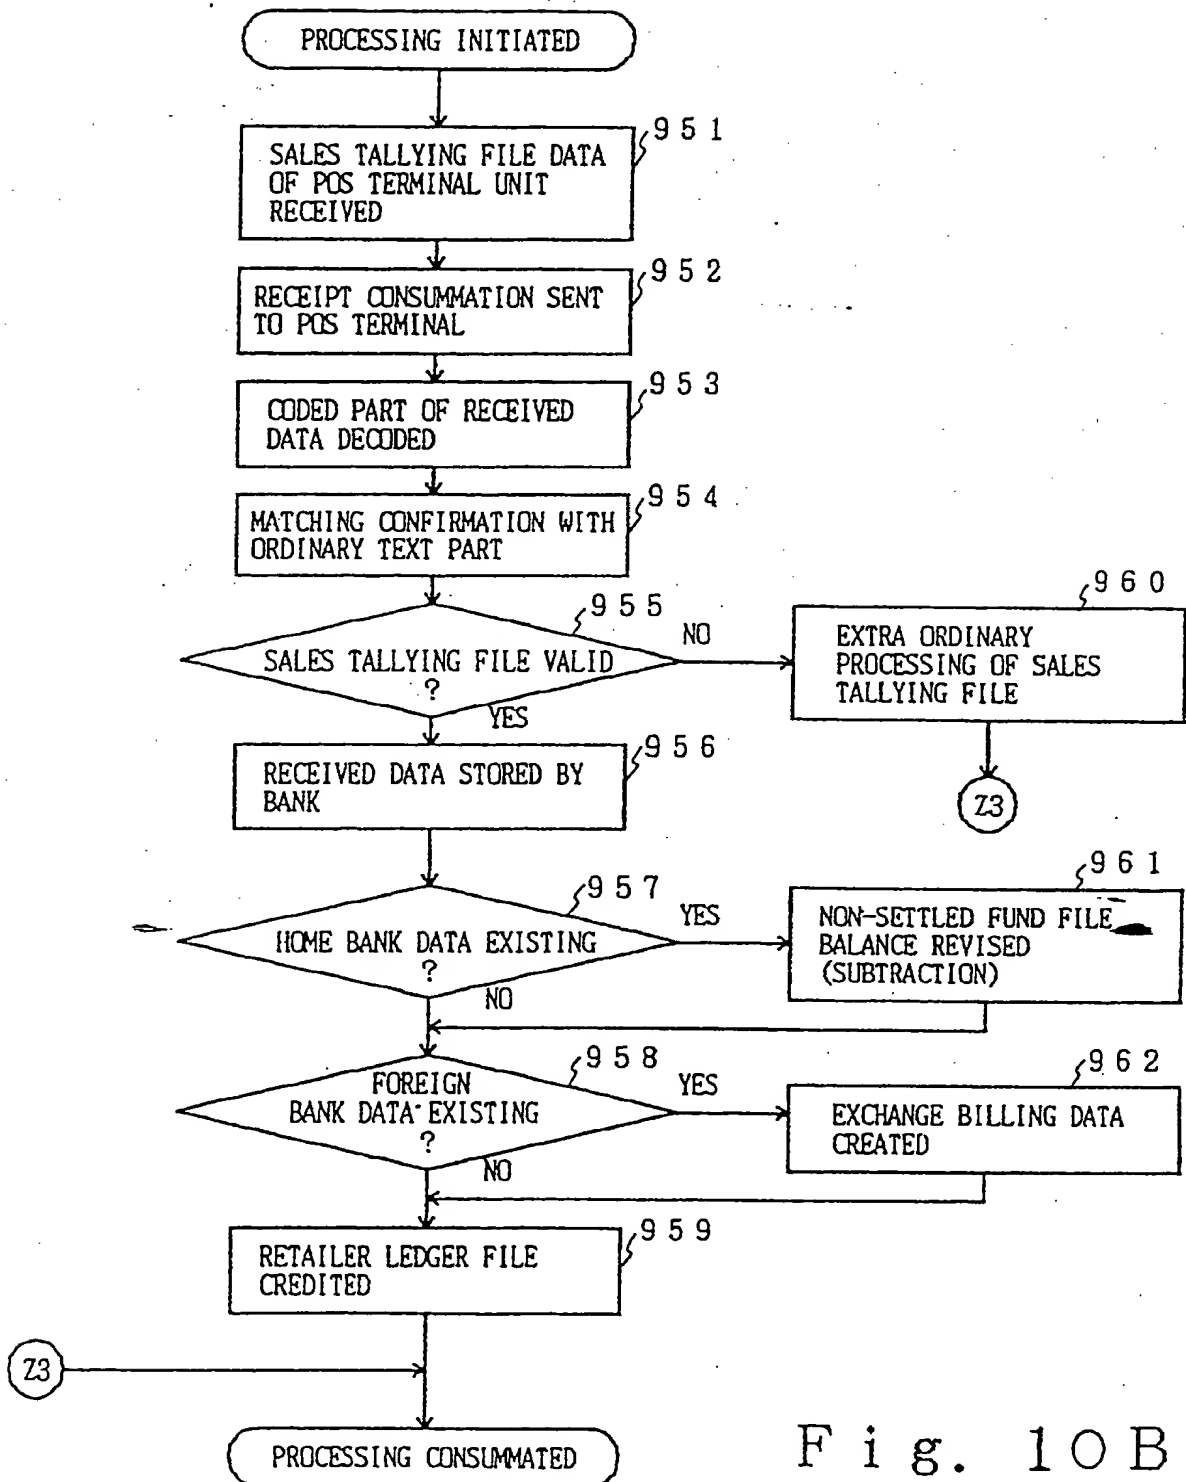 PROCESSING INITIATED
951
SALES TALLYING FILE DATA
OF POS TERMINAL UNIT
RECEIVED
952
RECEIPT CONSUMMATION SENT
TO POS TERMINAL
953
CODED PART OF RECEIVED
DATA DECODED
954
MATCHING CONFIRMATION WITH
ORDINARY TEXT PART
955
SALES TALLYING FILE VALID
?
NO
YES
960
EXTRA ORDINARY
PROCESSING OF SALES
TALLYING FILE
Z3
956
RECEIVED DATA STORED BY
BANK
957
HOME BANK DATA EXISTING
?
YES
NO
961
NON-SETTLED FUND FILE
BALANCE REVISED
(SUBTRACTION)
958
FOREIGN
BANK DATA EXISTING
?
YES
NO
962
EXCHANGE BILLING DATA
CREATED
959
RETAILER LEDGER FILE
CREDITED
Z3
PROCESSING CONSUMMATED
Fig. 10B